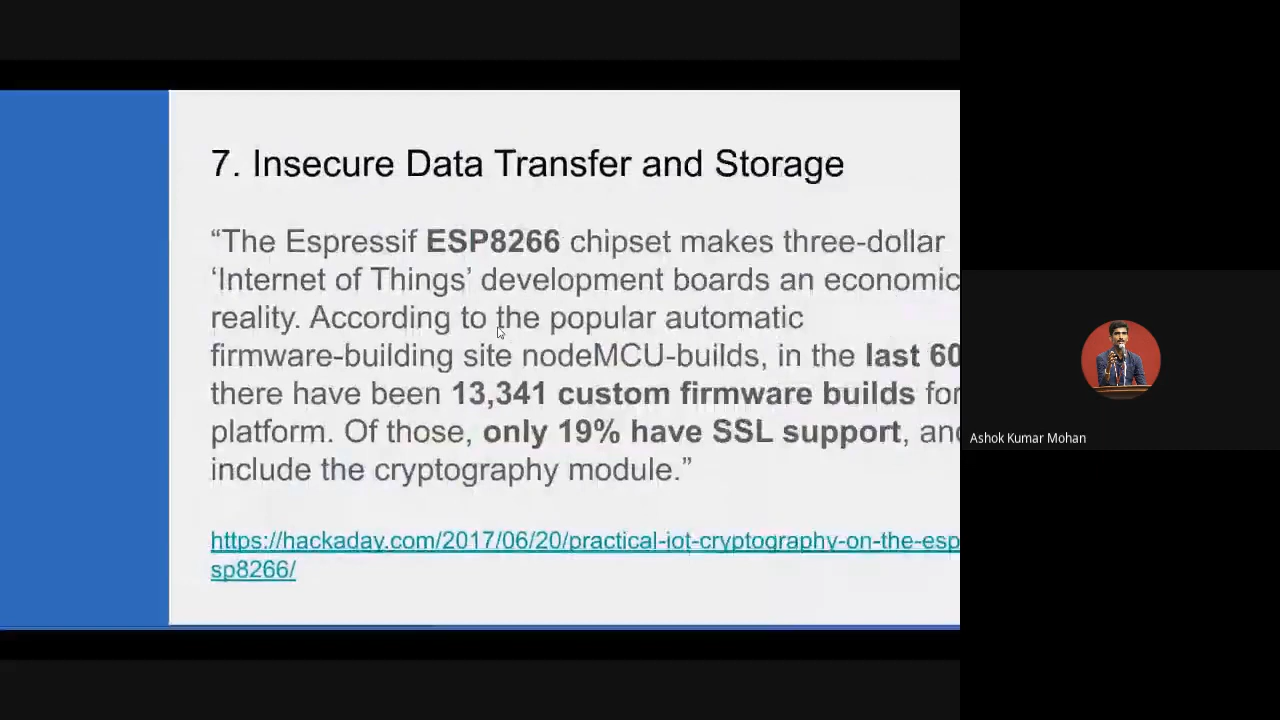 7. Insecure Data Transfer and Storage
“The Espressif ESP8266 chipset makes three-dollar
‘Internet of Things’ development boards an economic
reality. According to the popular automatic
firmware-building site nodeMCU-builds, in the last 60
there have been 13,341 custom firmware builds for
platform. Of those, only 19% have SSL support, and
include the cryptography module.”
https://hackaday.com/2017/06/20/practical-iot-cryptography-on-the-esp
sp8266/
Ashok Kumar Mohan